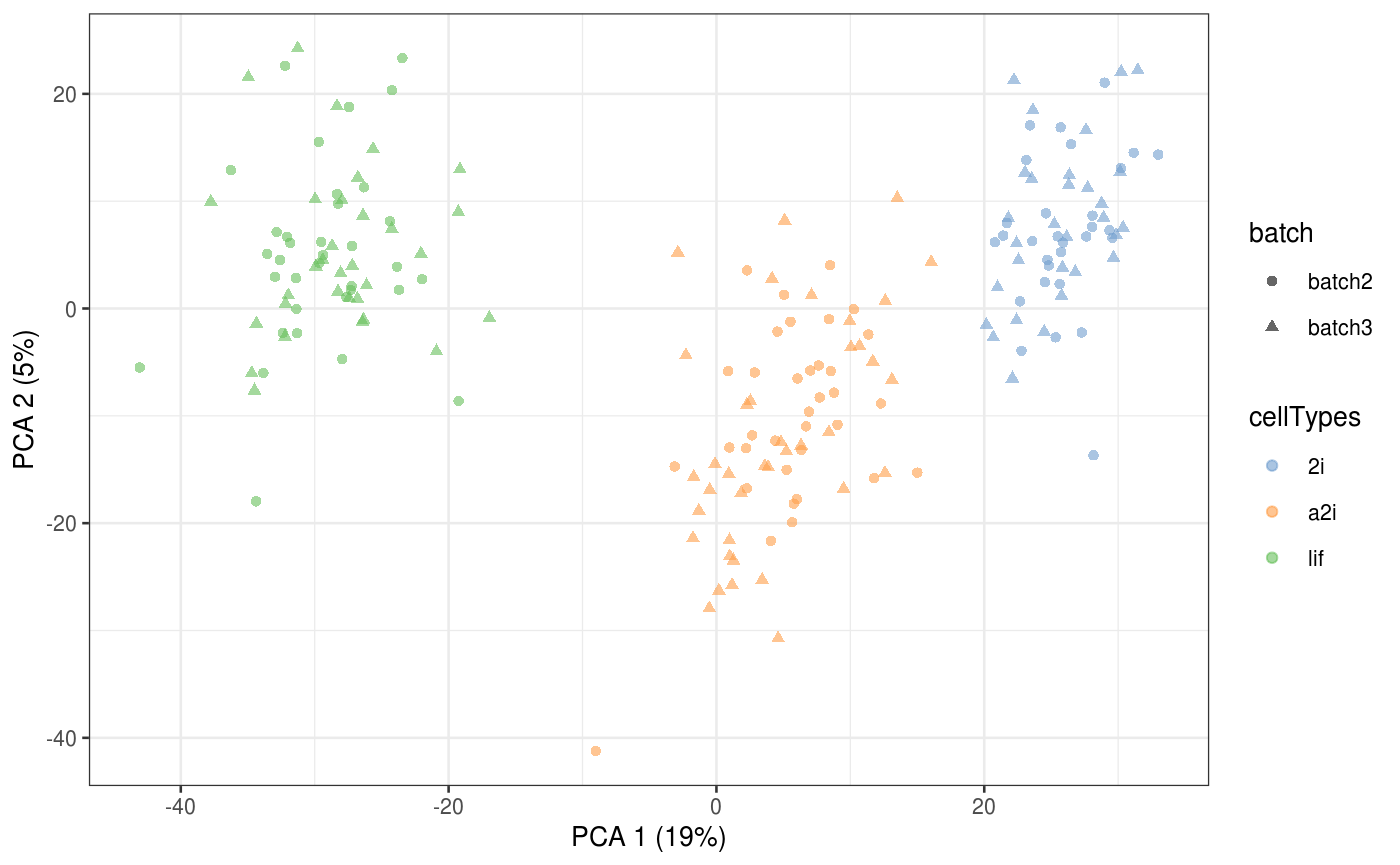 20
0
-20
-40
PCA 2 (5%)
-40
-20
0
20
PCA 1 (19%)
batch
batch2
batch3
cellTypes
2i
a2i
lif